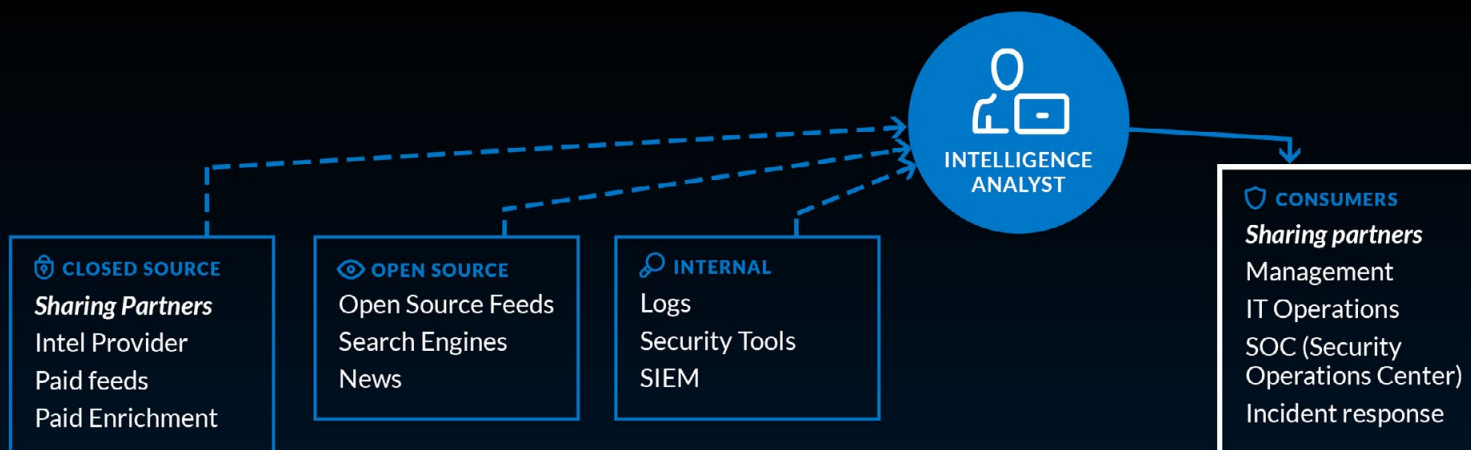 INTELLIGENCE
ANALYST
CLOSED SOURCE
Sharing Partners
Intel Provider
Paid feeds
Paid Enrichment
OPEN SOURCE
Open Source Feeds
Search Engines
News
INTERNAL
Logs
Security Tools
SIEM
CONSUMERS
Sharing partners
Management
IT Operations
SOC (Security
Operations Center)
Incident response